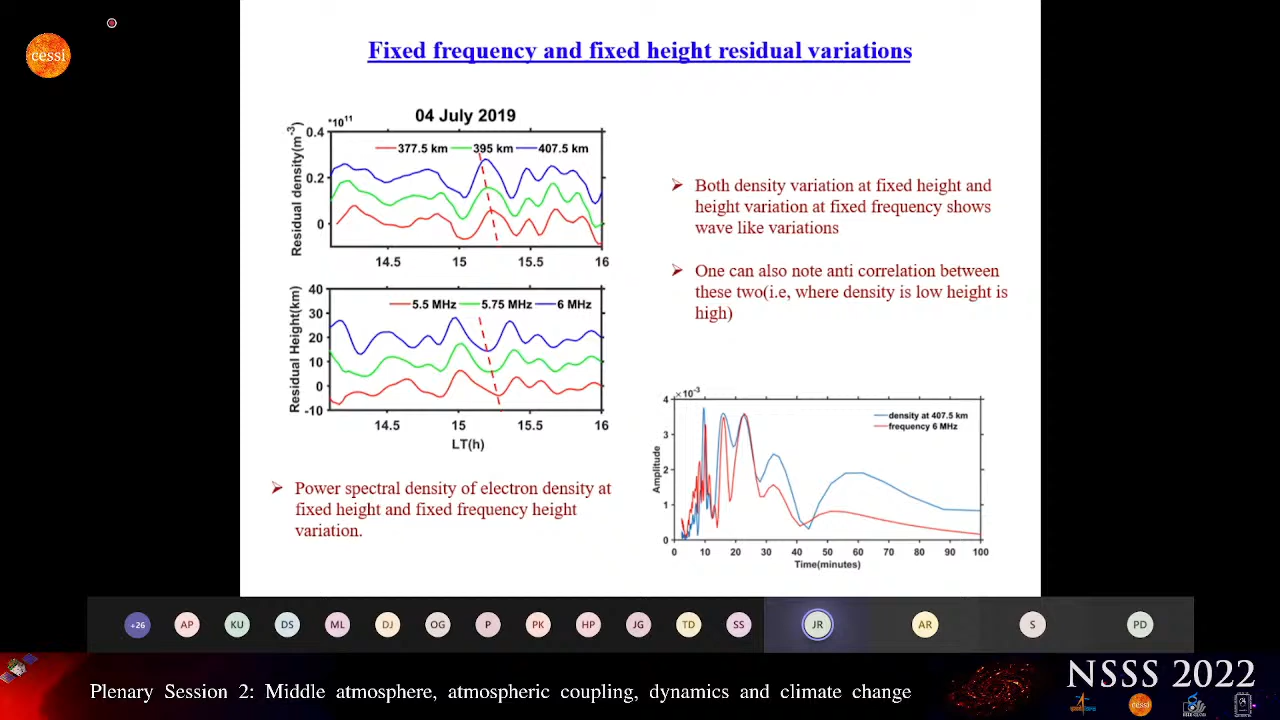 cessi
Fixed frequency and fixed height residual variations
04 July 2019
*10^11
377.5 km 395 km 407.5 km
Residual density(m^-3)
0.4
0.2
0
14.5 15 15.5 16
5.5 MHz 5.75 MHz 6 MHz
Residual Height(km)
40
30
20
10
0
-10
14.5 15 15.5 16
LT(h)
Power spectral density of electron density at
fixed height and fixed frequency height
variation.
Both density variation at fixed height and
height variation at fixed frequency shows
wave like variations
One can also note anti correlation between
these two(i.e, where density is low height is
high)
×10^-3
density at 407.5 km
frequency 6 MHz
Amplitude
4
3
2
1
0
0 10 20 30 40 50 60 70 80 90 100
Time(minutes)
+26 AP KU DS ML DJ OG P PK HP JG TD SS JR AR S PD
Plenary Session 2: Middle atmosphere, atmospheric coupling, dynamics and climate change
NSSS 2022
cessi